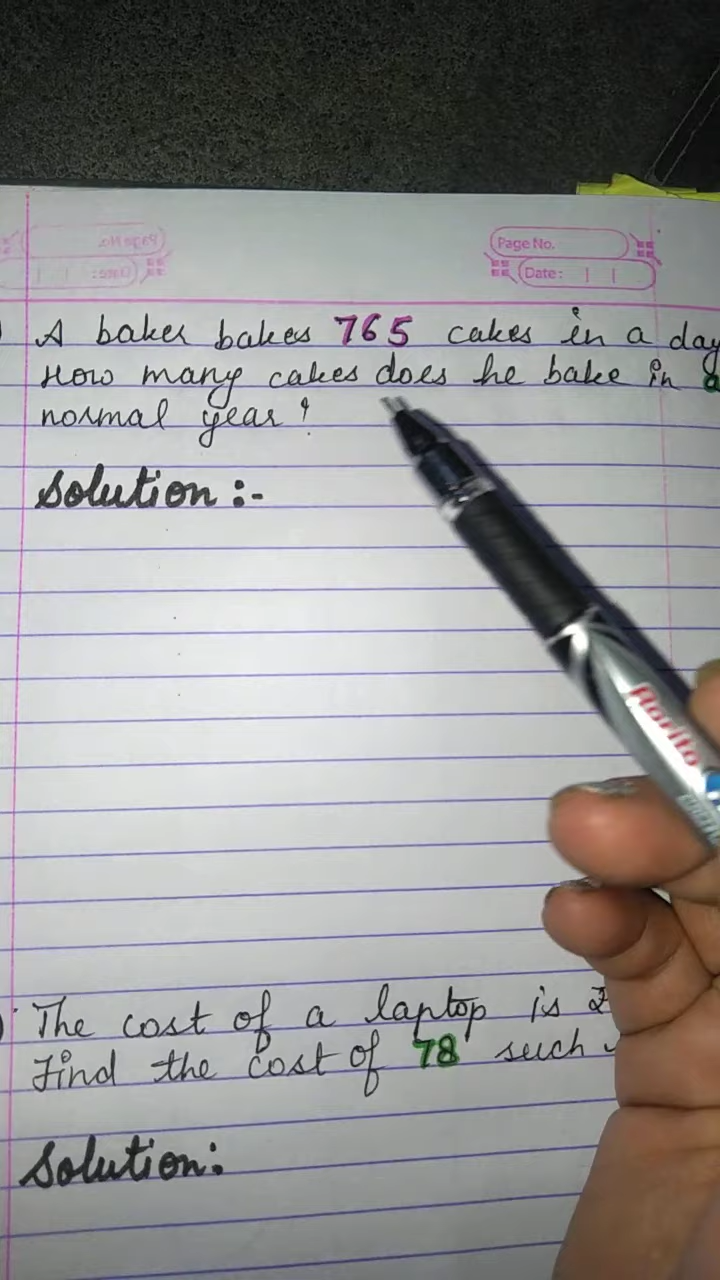 Page No.
Date :
A baker bakes 765 cakes in a day
How many cakes does he bake in a
normal year?
Solution :-
Florito
The cost of a laptop is ₹
Find the cost of 78 such
Solution: